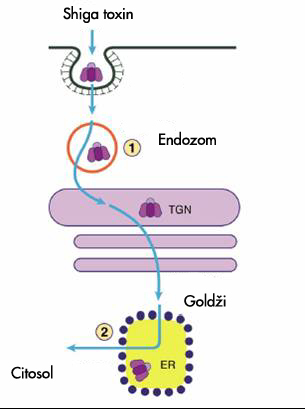 Shiga toxin
Endozom
1
TGN
Goldži
2
ER
Citosol